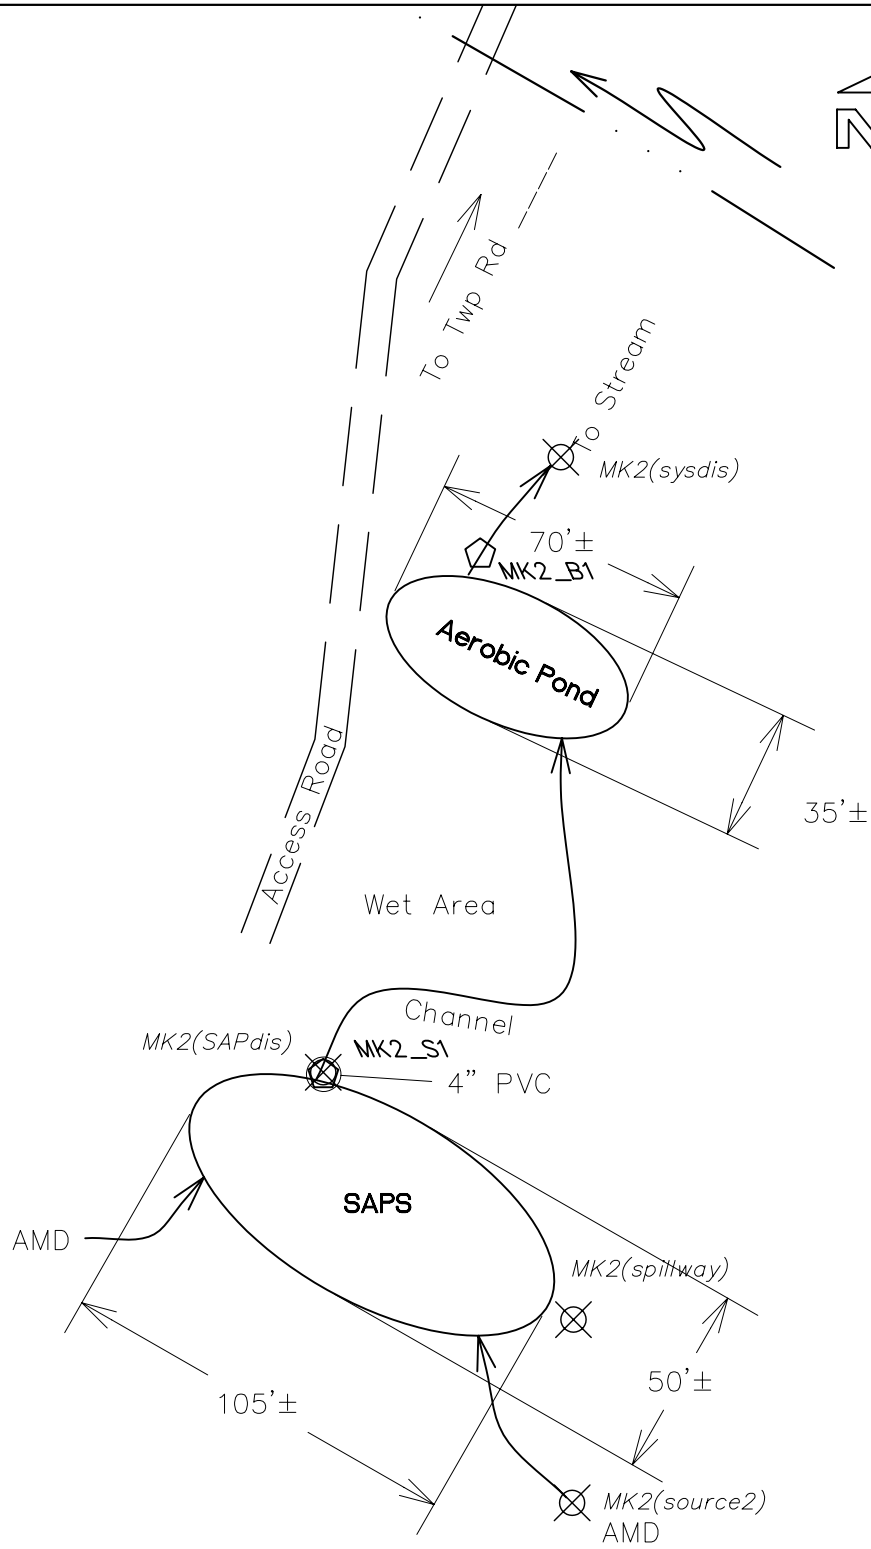 N
To Twp Rd
To Stream
MK2(sysdis)
70'±
MK2_B1
Aerobic Pond
35'±
Access Road
Wet Area
Channel
MK2(SAPdis)
MK2_S1
4" PVC
SAPS
AMD
MK2(spillway)
50'±
105'±
MK2(source2)
AMD